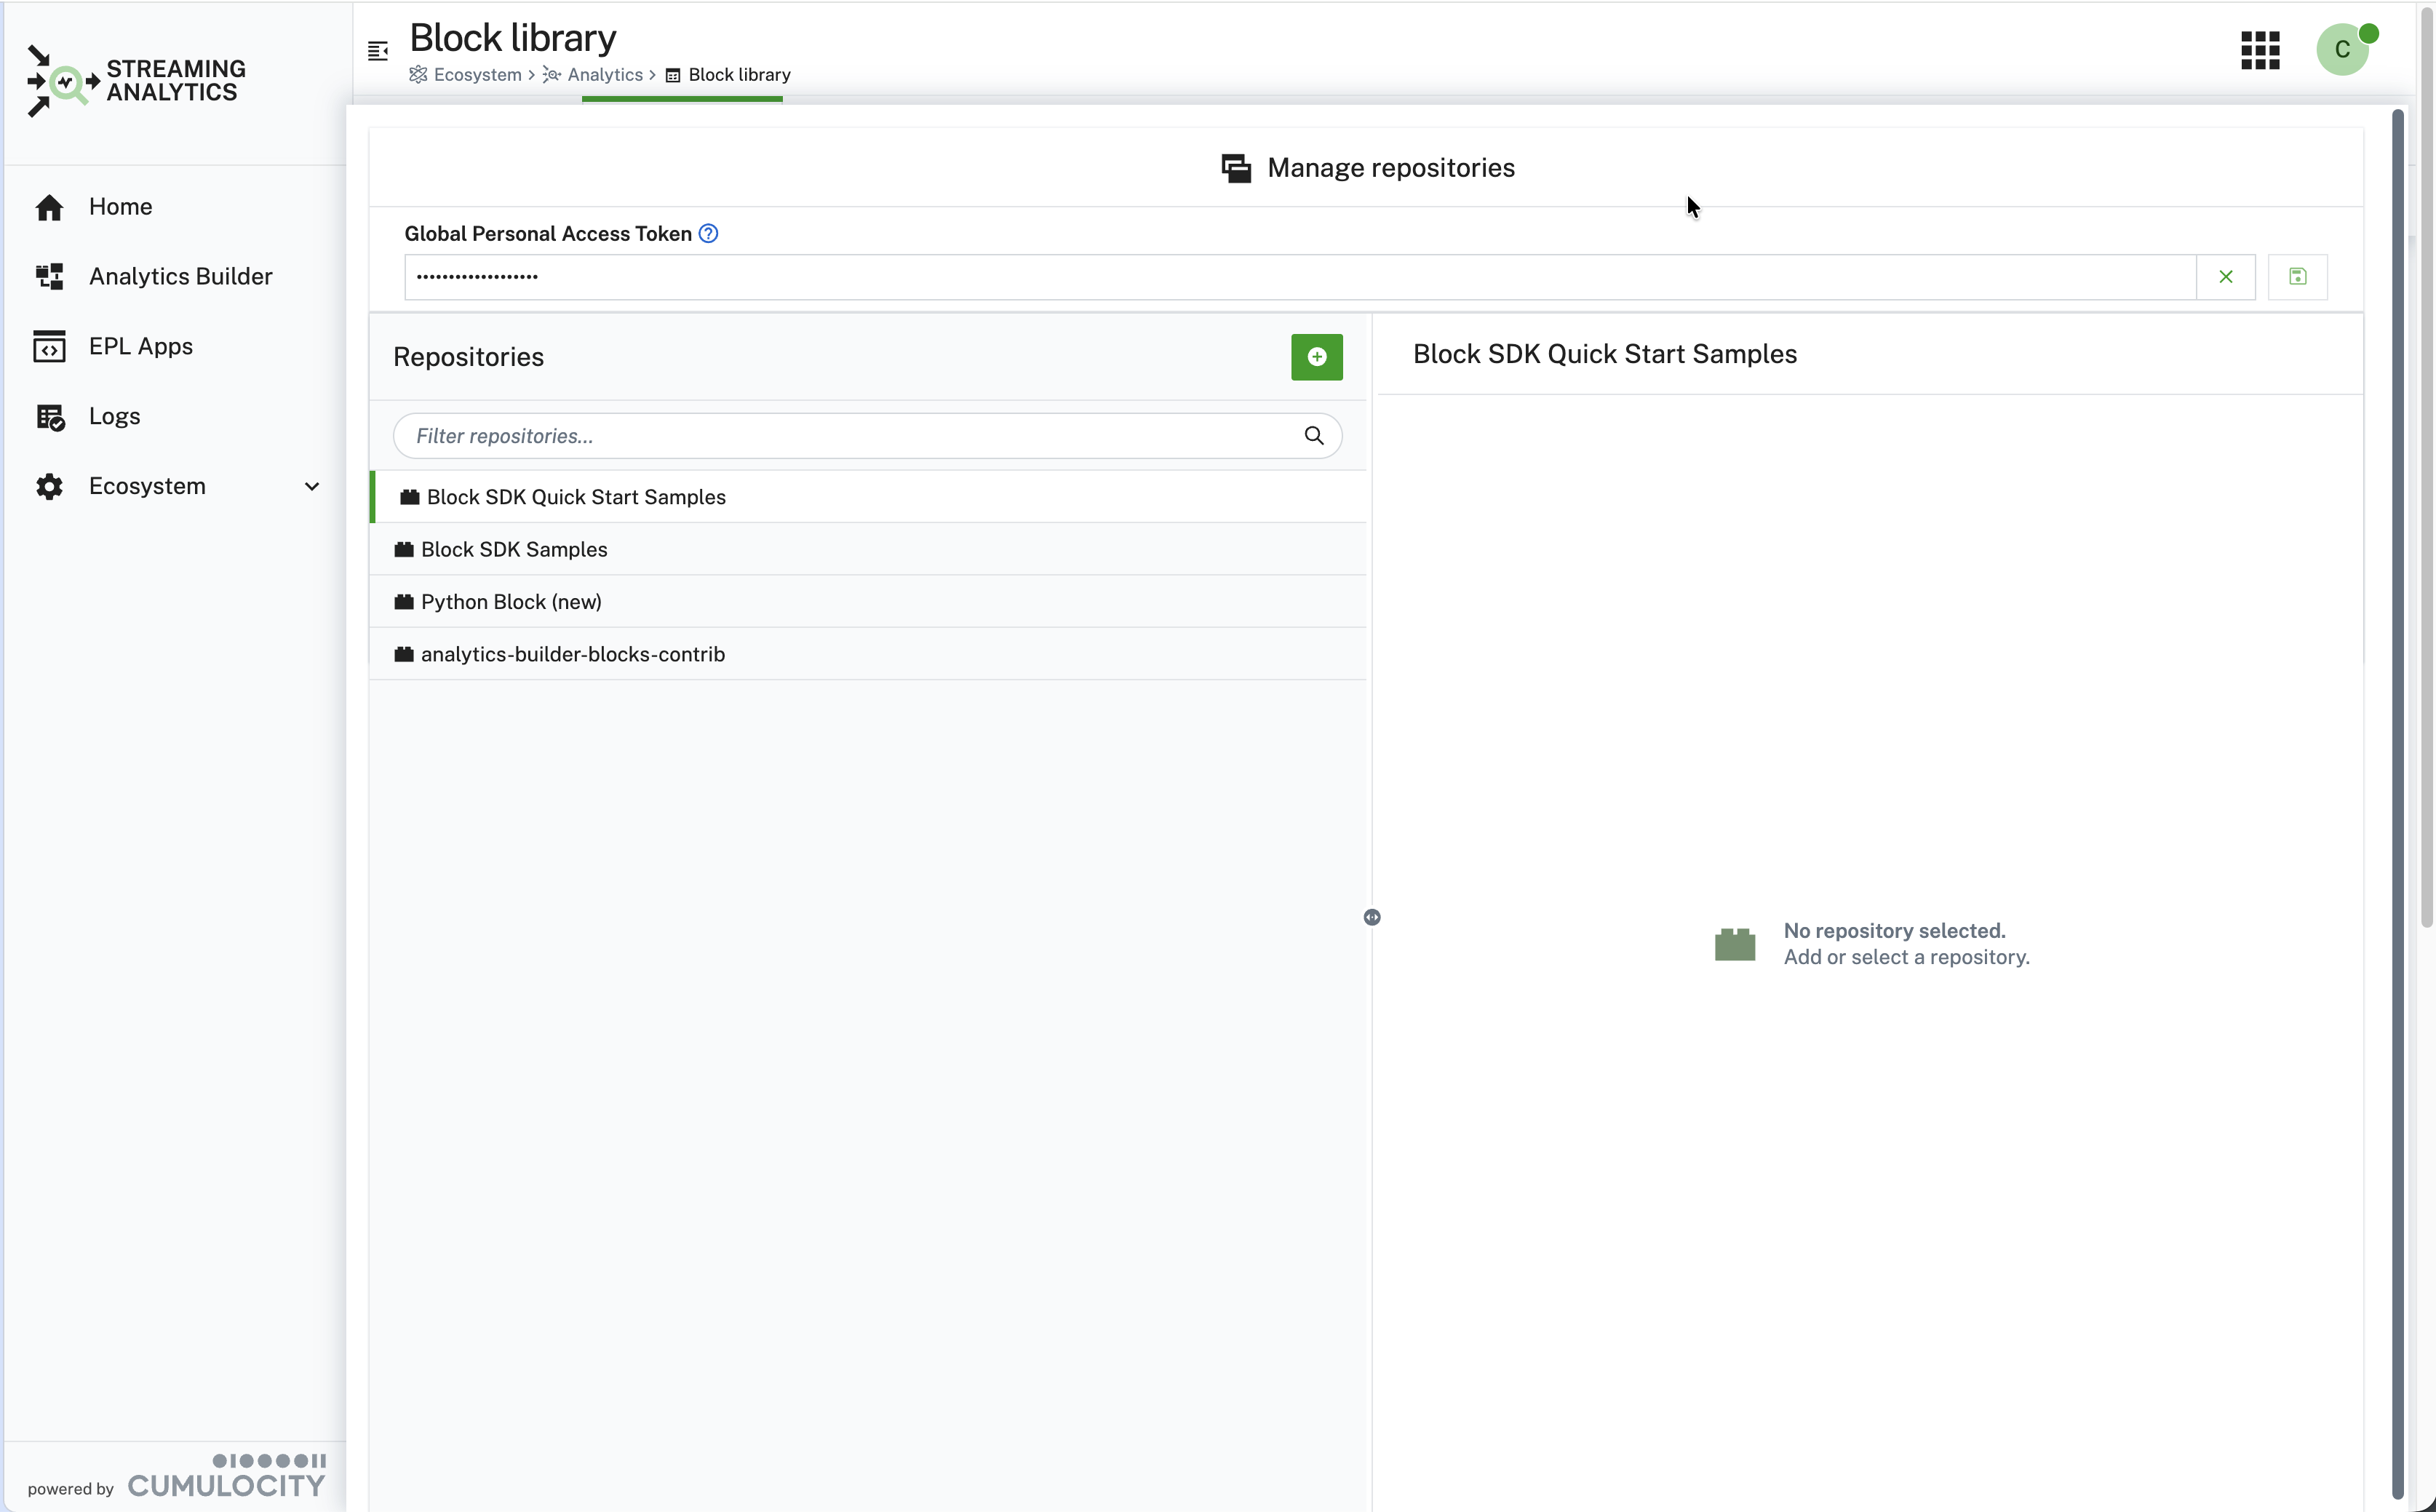 STREAMING
ANALYTICS
Block library
Ecosystem > Analytics > Block library
C
Home
Analytics Builder
EPL Apps
Logs
Ecosystem
Manage repositories
Global Personal Access Token
•••••••••••••••••••
Repositories
Filter repositories...
Block SDK Quick Start Samples
Block SDK Samples
Python Block (new)
analytics-builder-blocks-contrib
Block SDK Quick Start Samples
No repository selected.
Add or select a repository.
powered by CUMULOCITY